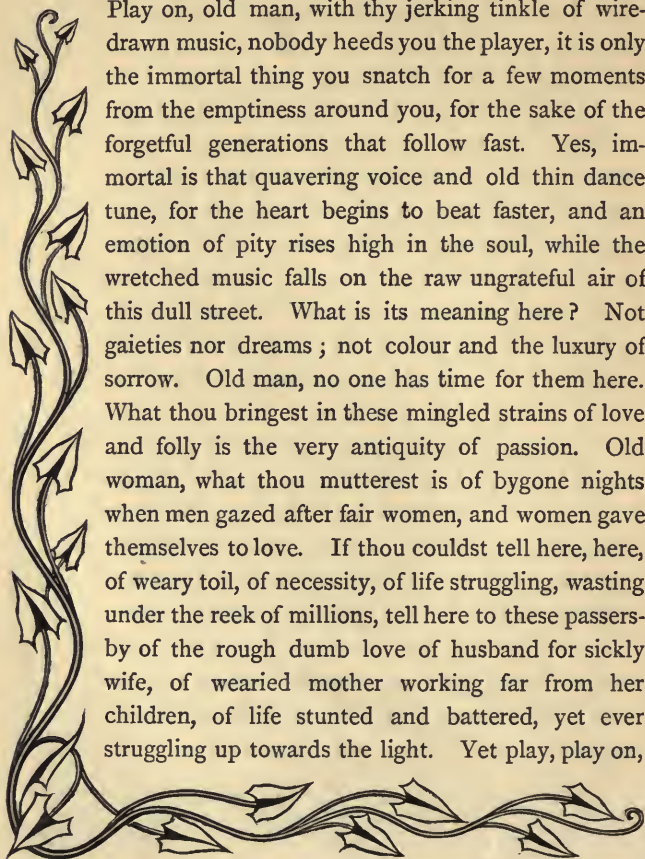 Play on, old man, with thy jerking tinkle of wire-
drawn music, nobody heeds you the player, it is only
the immortal thing you snatch for a few moments
from the emptiness around you, for the sake of the
forgetful generations that follow fast. Yes, im-
mortal is that quavering voice and old thin dance
tune, for the heart begins to beat faster, and an
emotion of pity rises high in the soul, while the
wretched music falls on the raw ungrateful air of
this dull street. What is its meaning here? Not
gaieties nor dreams; not colour and the luxury of
sorrow. Old man, no one has time for them here.
What thou bringest in these mingled strains of love
and folly is the very antiquity of passion. Old
woman, what thou mutterest is of bygone nights
when men gazed after fair women, and women gave
themselves to love. If thou couldst tell here, here,
of weary toil, of necessity, of life struggling, wasting
under the reek of millions, tell here to these passers-
by of the rough dumb love of husband for sickly
wife, of wearied mother working far from her
children, of life stunted and battered, yet ever
struggling up towards the light. Yet play, play on,